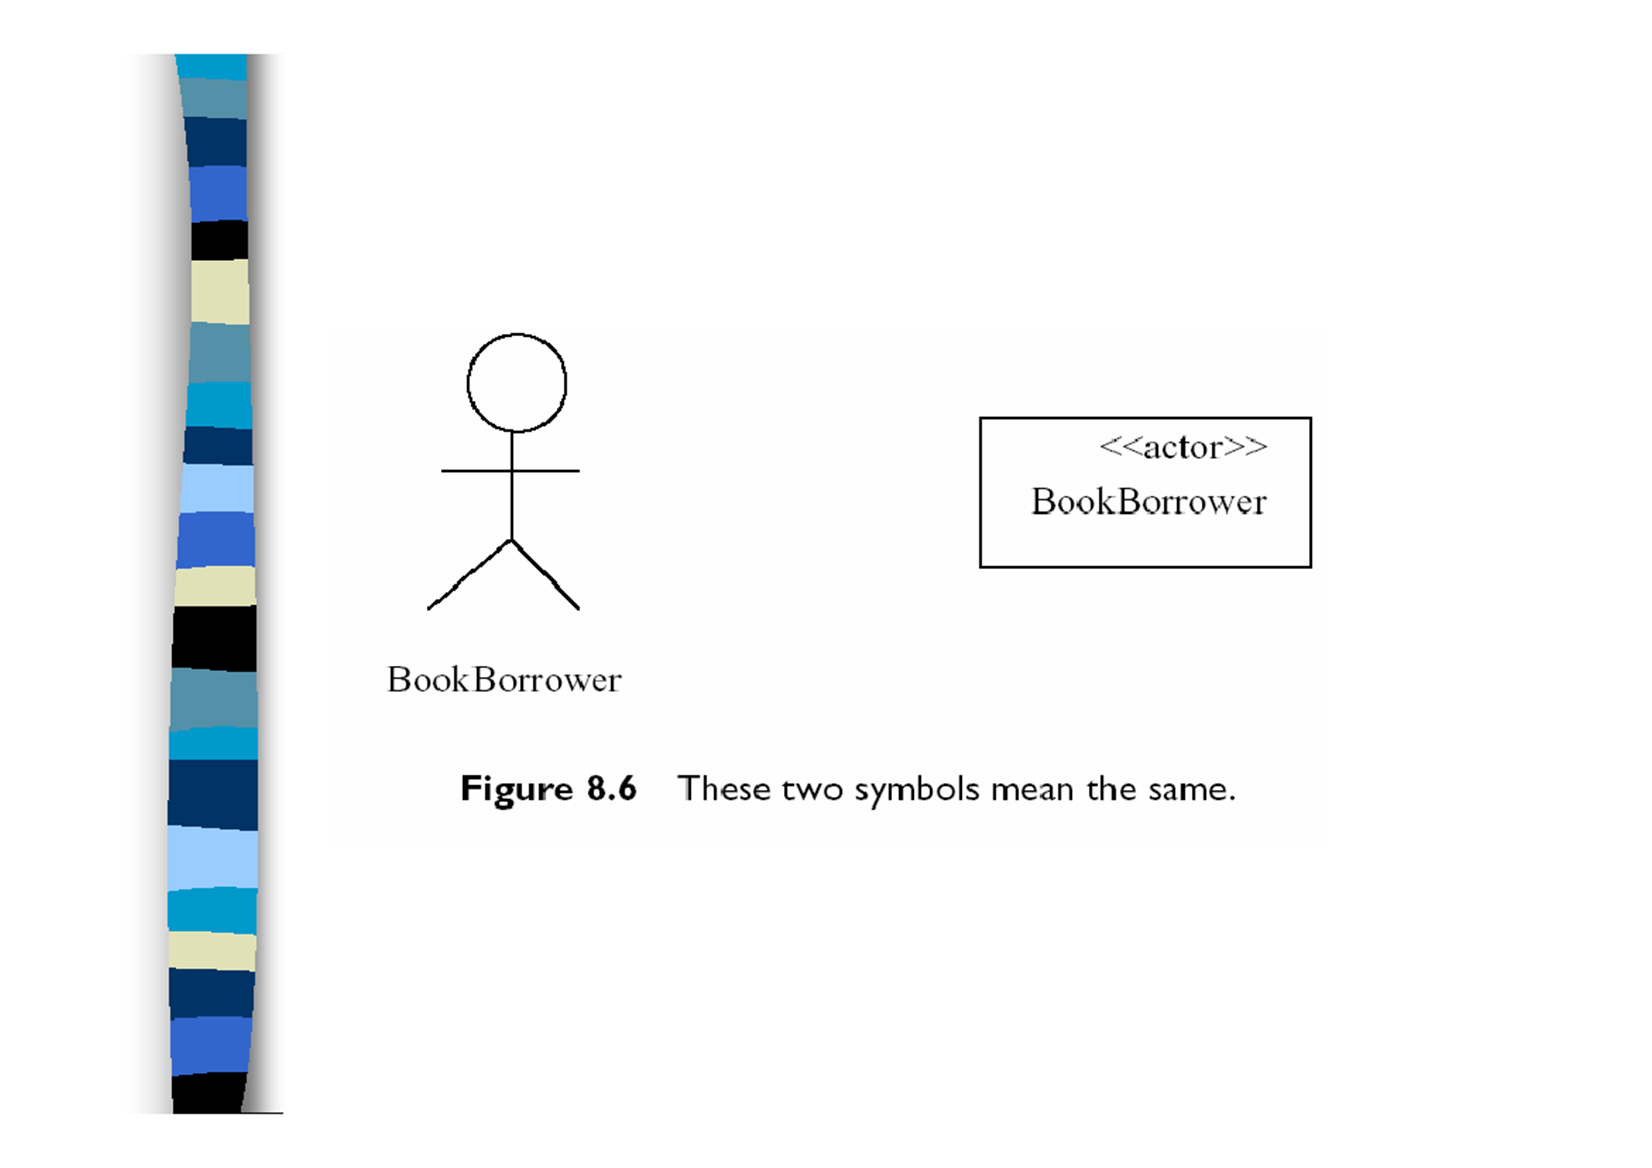 <<actor>>
BookBorrower
BookBorrower
Figure 8.6 These two symbols mean the same.